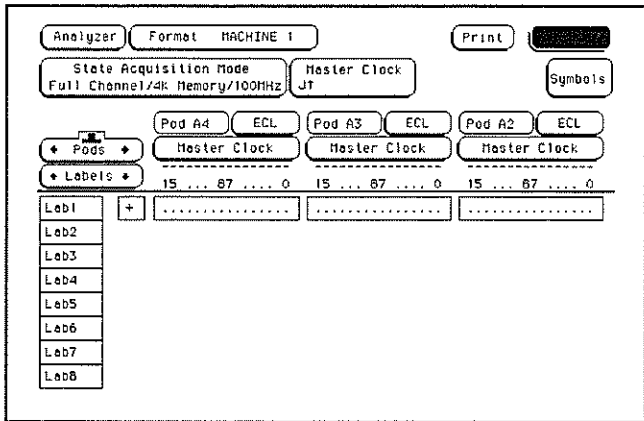 Analyzer Format MACHINE 1 Print
State Acquisition Mode Master Clock Symbols
Full Channel/4K Memory/100MHz J↑
Pod A4 ECL Pod A3 ECL Pod A2 ECL
← Pods → Master Clock Master Clock Master Clock
↑ Labels ↓ 15 ... 87 .... 0 15 ... 87 .... 0 15 ... 87 .... 0
Lab1 + ................ ................ ................
Lab2
Lab3
Lab4
Lab5
Lab6
Lab7
Lab8